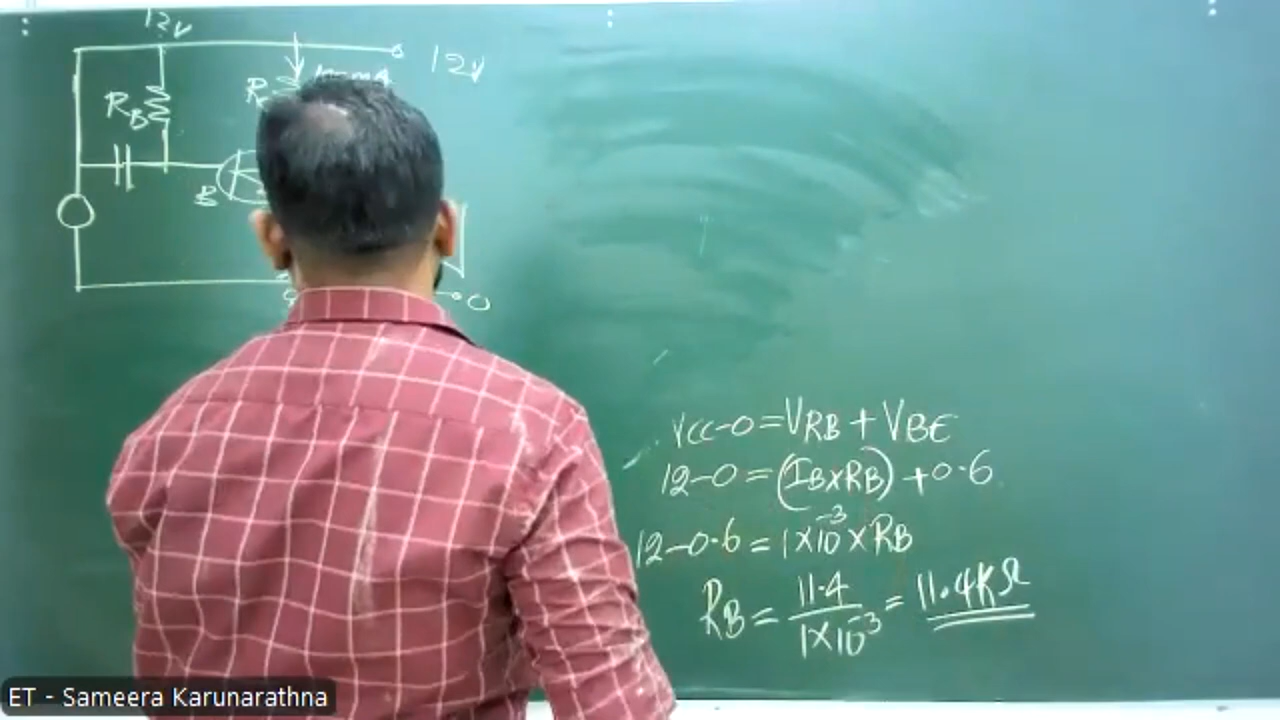 12V
12V
RB
R
B
0
VCC-0=VRB+VBE
12-0=(IB×RB)+0.6
12-0.6=1×10⁻³×RB
RB=11.4/1×10⁻³=11.4KΩ
ET - Sameera Karunarathna